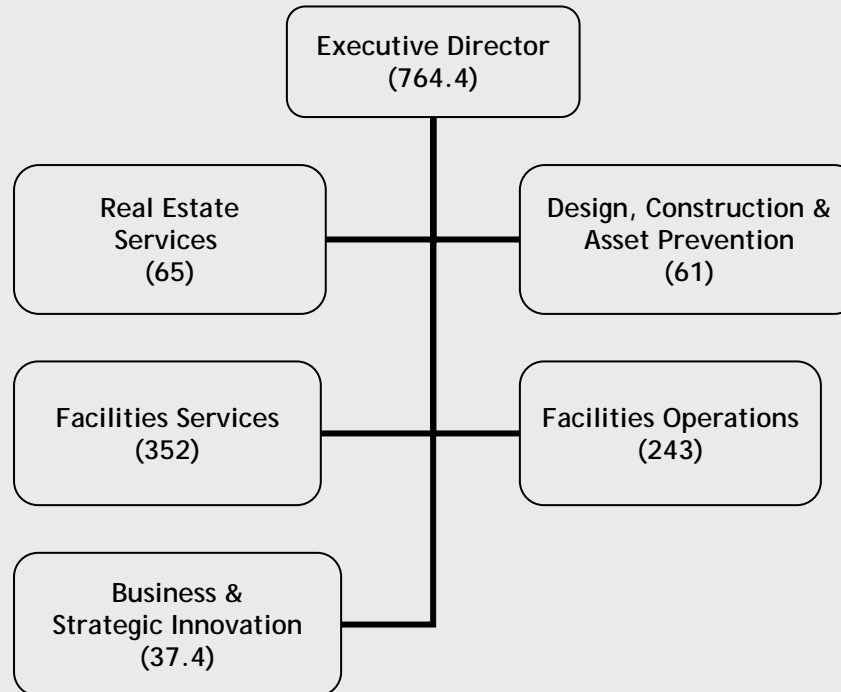 Executive Director
(764.4)
Real Estate
Services
(65)
Design, Construction &
Asset Prevention
(61)
Facilities Services
(352)
Facilities Operations
(243)
Business &
Strategic Innovation
(37.4)